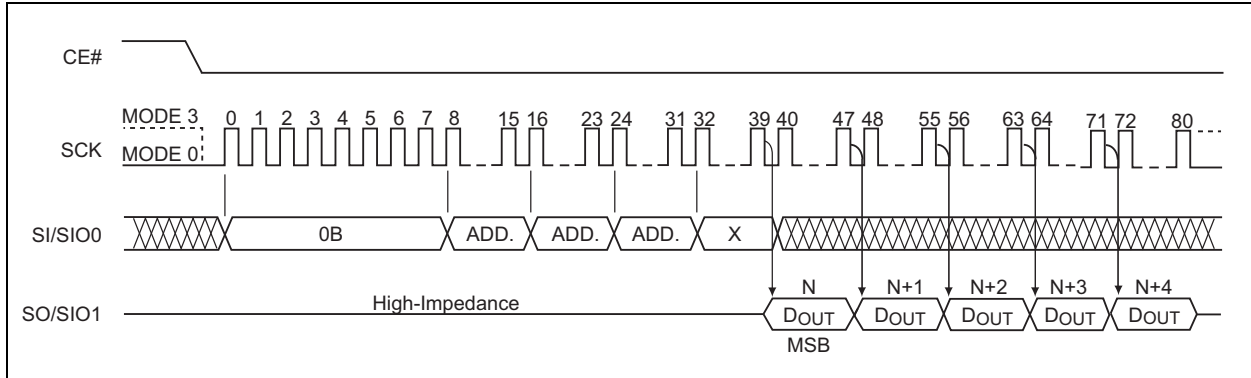 CE#
MODE 3
0 1 2 3 4 5 6 7 8 15 16 23 24 31 32 39 40 47 48 55 56 63 64 71 72 80
SCK
MODE 0
SI/SIO0
0B ADD. ADD. ADD. X
N N+1 N+2 N+3 N+4
SO/SIO1
High-Impedance
DOUT DOUT DOUT DOUT DOUT
MSB